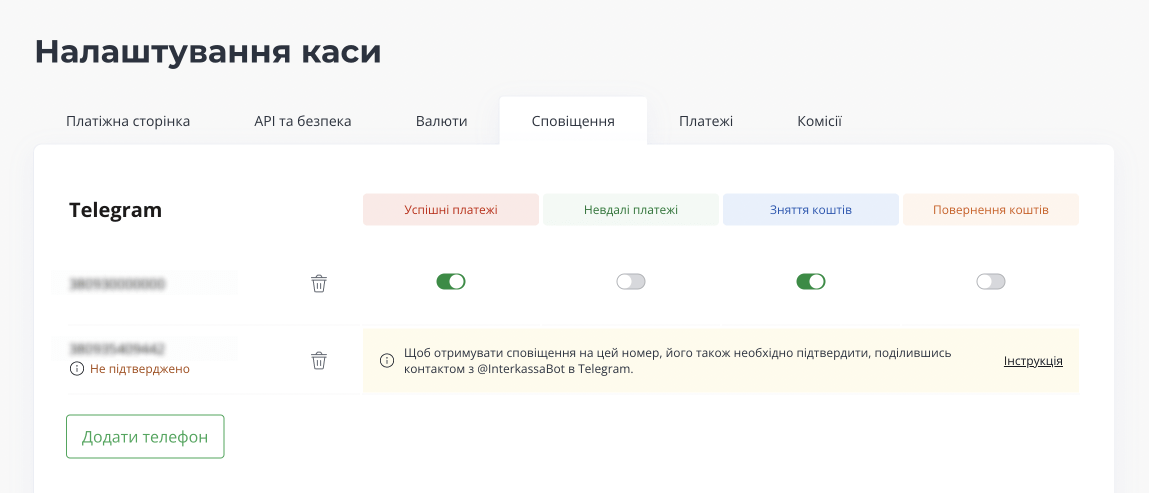 Налаштування каси
Платіжна сторінка API та безпека Валюти Сповіщення Платежі Комісії
Telegram Успішні платежі Невдалі платежі Зняття коштів Повернення коштів
Щоб отримувати сповіщення на цей номер, його також необхідно підтвердити, поділившись
контактом з @InterkassaBot в Telegram.
Інструкція
Не підтверджено
Додати телефон